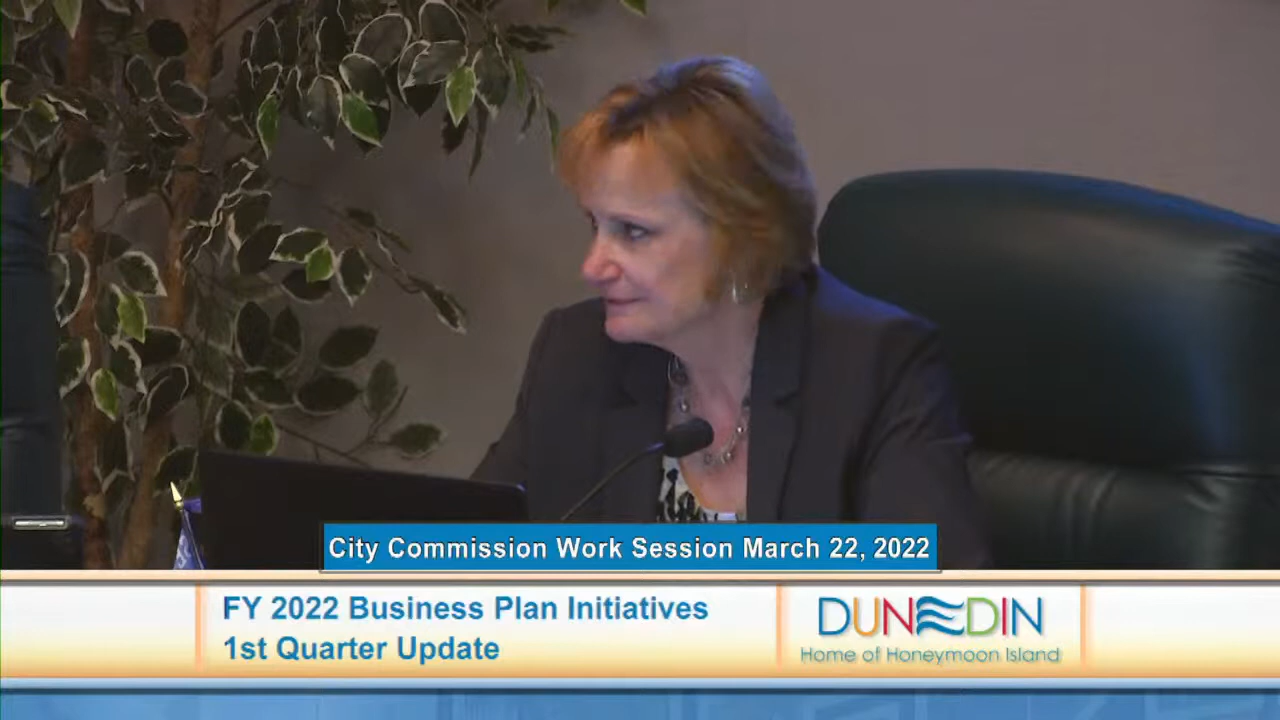 City Commission Work Session March 22, 2022
FY 2022 Business Plan Initiatives
1st Quarter Update
DUNEDIN
Home of Honeymoon Island